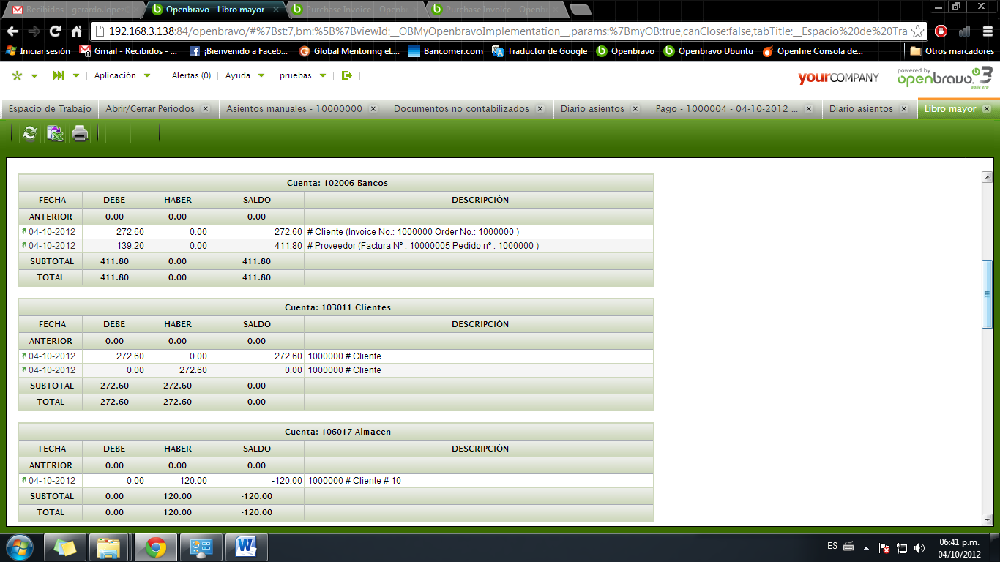 Recibidos - gerardo.lopez
Openbravo - Libro mayor
Purchase Invoice - Openb
Purchase Invoice - Openb
192.168.3.138:84/openbravo/#%7Bst:7,bm:%5B%7BviewId:__OBMyOpenbravoImplementation__,params:%7BmyOB:true,canClose:false,tabTitle:__Espacio%20de%20Tra
Iniciar sesión Gmail - Recibidos - ... ¡Bienvenido a Faceb... Global Mentoring eL... Bancomer.com Traductor de Google Openbravo Openbravo Ubuntu Openfire Consola de... Otros marcadores
Aplicación Alertas (0) Ayuda pruebas
yourCOMPANY
powered by
openbravo 3
agile erp
Espacio de Trabajo Abrir/Cerrar Periodos Asientos manuales - 10000000 Documentos no contabilizados Diario asientos Pago - 1000004 - 04-10-2012 ... Diario asientos Libro mayor
Cuenta: 102006 Bancos
FECHA DEBE HABER SALDO DESCRIPCIÓN
ANTERIOR 0.00 0.00 0.00
04-10-2012 272.60 0.00 272.60 # Cliente (Invoice No.: 1000000 Order No.: 1000000 )
04-10-2012 139.20 0.00 411.80 # Proveedor (Factura Nº : 10000005 Pedido nº : 1000000 )
SUBTOTAL 411.80 0.00 411.80
TOTAL 411.80 0.00 411.80
Cuenta: 103011 Clientes
FECHA DEBE HABER SALDO DESCRIPCIÓN
ANTERIOR 0.00 0.00 0.00
04-10-2012 272.60 0.00 272.60 1000000 # Cliente
04-10-2012 0.00 272.60 0.00 1000000 # Cliente
SUBTOTAL 272.60 272.60 0.00
TOTAL 272.60 272.60 0.00
Cuenta: 106017 Almacen
FECHA DEBE HABER SALDO DESCRIPCIÓN
ANTERIOR 0.00 0.00 0.00
04-10-2012 0.00 120.00 -120.00 1000000 # Cliente # 10
SUBTOTAL 0.00 120.00 -120.00
TOTAL 0.00 120.00 -120.00
ES
06:41 p.m.
04/10/2012